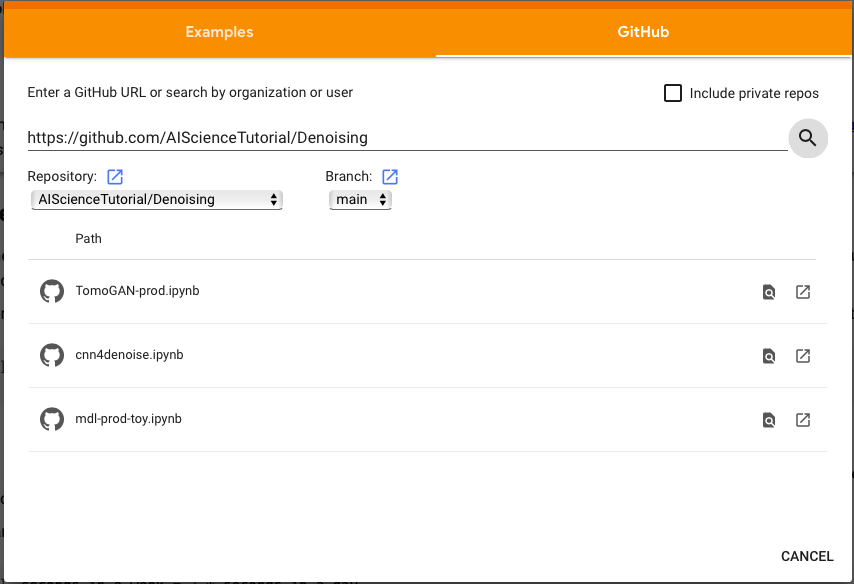 Examples GitHub
Enter a GitHub URL or search by organization or user
Include private repos
https://github.com/AIScienceTutorial/Denoising
Repository: Branch:
AIScienceTutorial/Denoising main
Path
TomoGAN-prod.ipynb
cnn4denoise.ipynb
mdl-prod-toy.ipynb
CANCEL